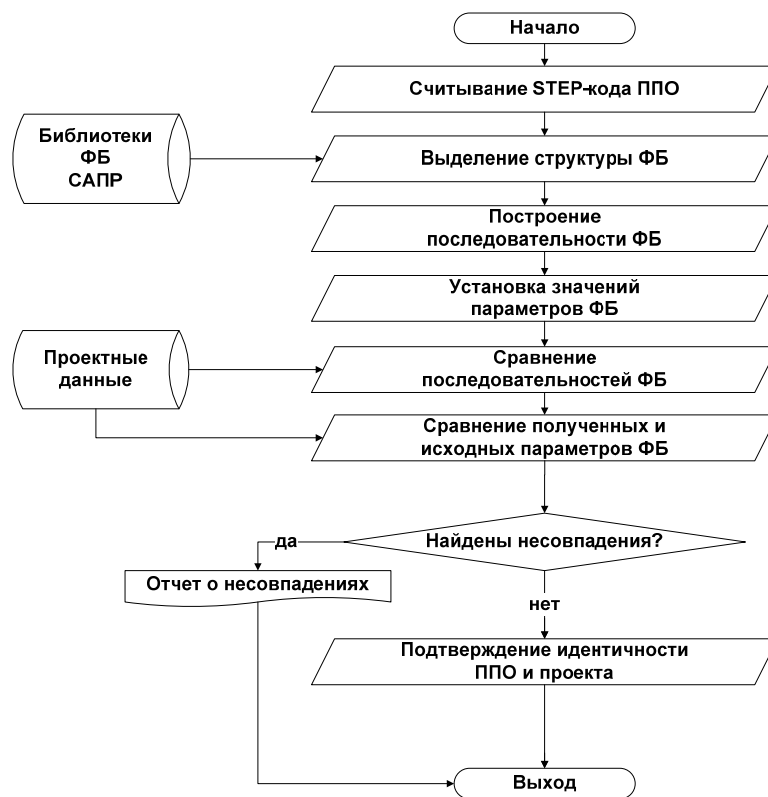 Начало
Считывание STEP-кода ППО
Библиотеки
ФБ
САПР
Выделение структуры ФБ
Построение
последовательности ФБ
Установка значений
параметров ФБ
Проектные
данные
Сравнение
последовательностей ФБ
Сравнение полученных и
исходных параметров ФБ
Найдены несовпадения?
да
Отчет о несовпадениях
нет
Подтверждение идентичности
ППО и проекта
Выход